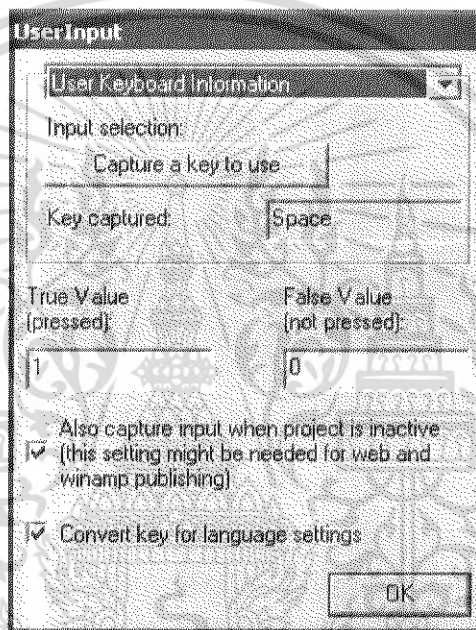 UserInput
User Keyboard Information
Input selection:
Capture a key to use
Key captured:
Space
True Value
(pressed):
False Value
(not pressed):
1
0
Also capture input when project is inactive
(this setting might be needed for web and
winamp publishing)
Convert key for language settings
OK